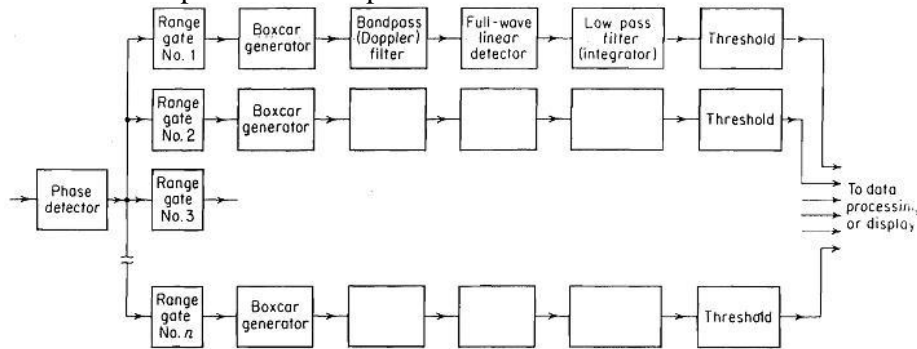 Range
gate
No. 1
Boxcar
generator
Bandpass
(Doppler)
filter
Full-wave
linear
detector
Low pass
filter
(integrator)
Threshold
Range
gate
No. 2
Boxcar
generator
Threshold
Phase
detector
Range
gate
No. 3
To data
processin
or display
Range
gate
No. n
Boxcar
generator
Threshold